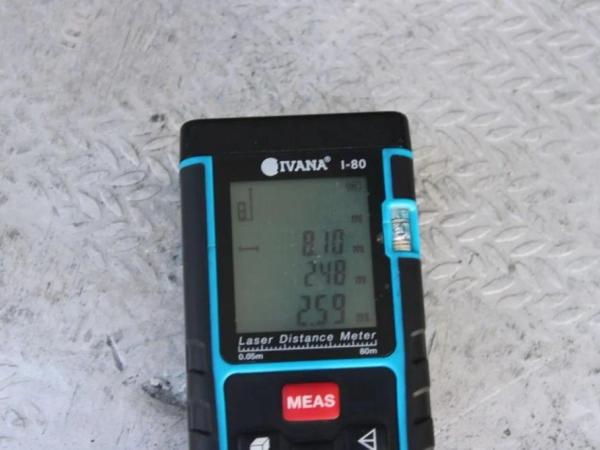 IVANA® i-80
m
8.10 m
2.48 m
2.59 m
Laser Distance Meter
0.05m 80m
MEAS